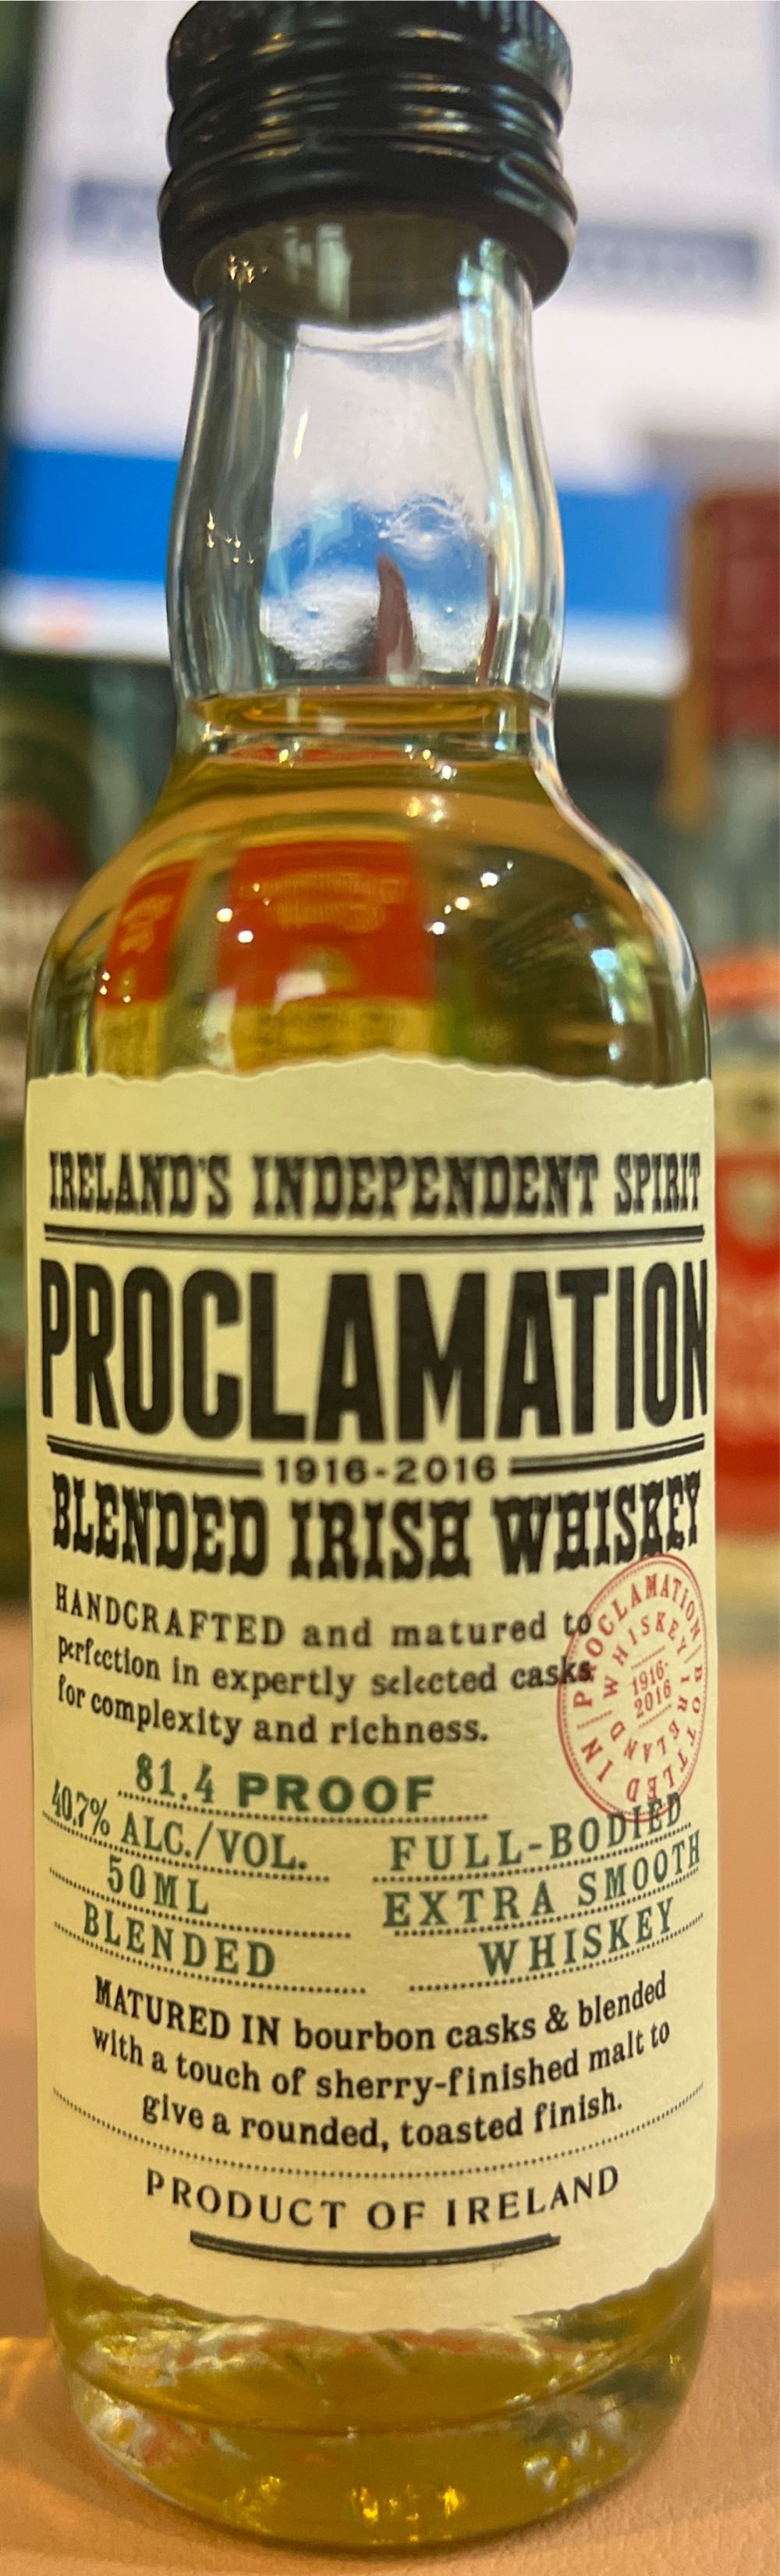 IRELAND'S INDEPENDENT SPIRIT
PROCLAMATION
1916-2016
BLENDED IRISH WHISKEY
HANDCRAFTED and matured to
perfection in expertly selected casks
for complexity and richness.
PROCLAMATION
WHISKEY
1916-
2016
IRELAND
BOTTLED IN
81.4 PROOF
40.7% ALC./VOL.
50ML
BLENDED
FULL-BODIED
EXTRA SMOOTH
WHISKEY
MATURED IN bourbon casks & blended
with a touch of sherry-finished malt to
give a rounded, toasted finish.
PRODUCT OF IRELAND